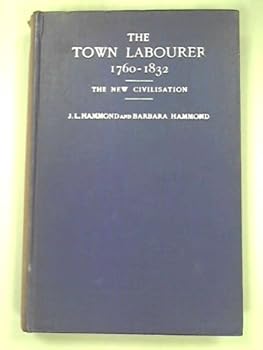 THE
TOWN LABOURER
1760-1832
THE NEW CIVILISATION
J. L. HAMMOND AND BARBARA HAMMOND